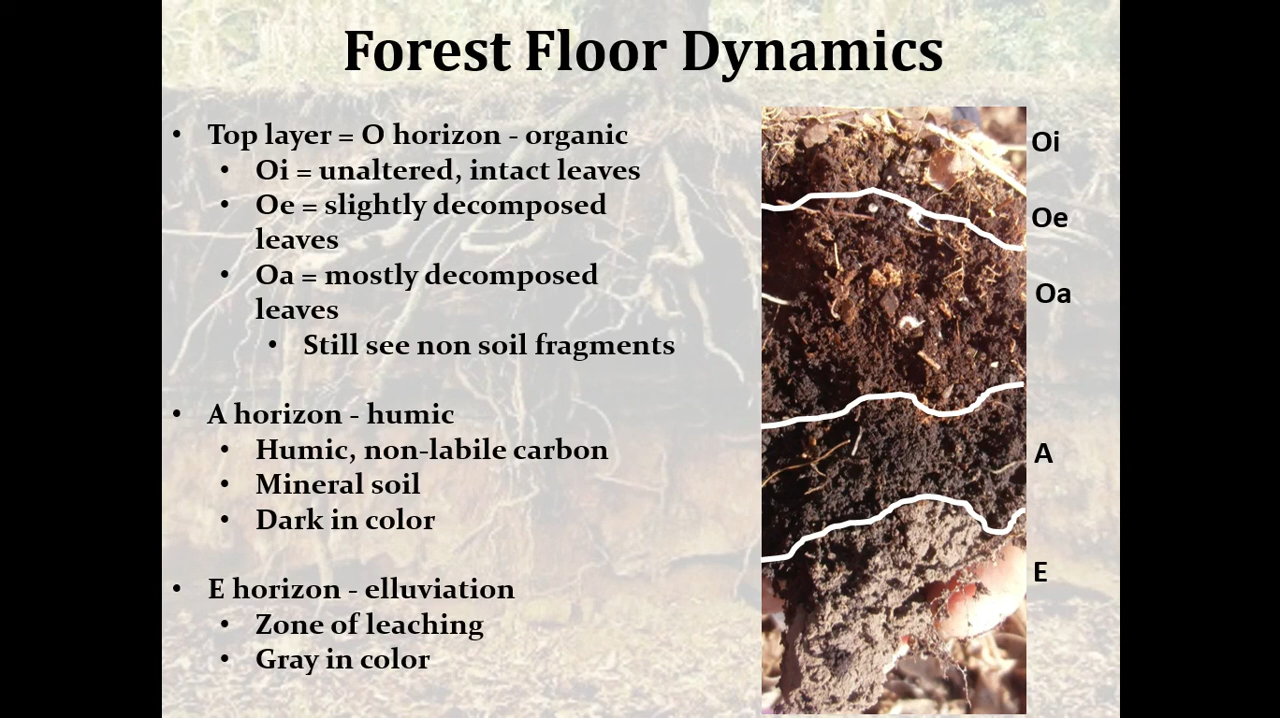 Forest Floor Dynamics
• Top layer = O horizon - organic
• Oi = unaltered, intact leaves
• Oe = slightly decomposed
leaves
• Oa = mostly decomposed
leaves
• Still see non soil fragments
• A horizon - humic
• Humic, non-labile carbon
• Mineral soil
• Dark in color
• E horizon - elluviation
• Zone of leaching
• Gray in color
Oi
Oe
Oa
A
E